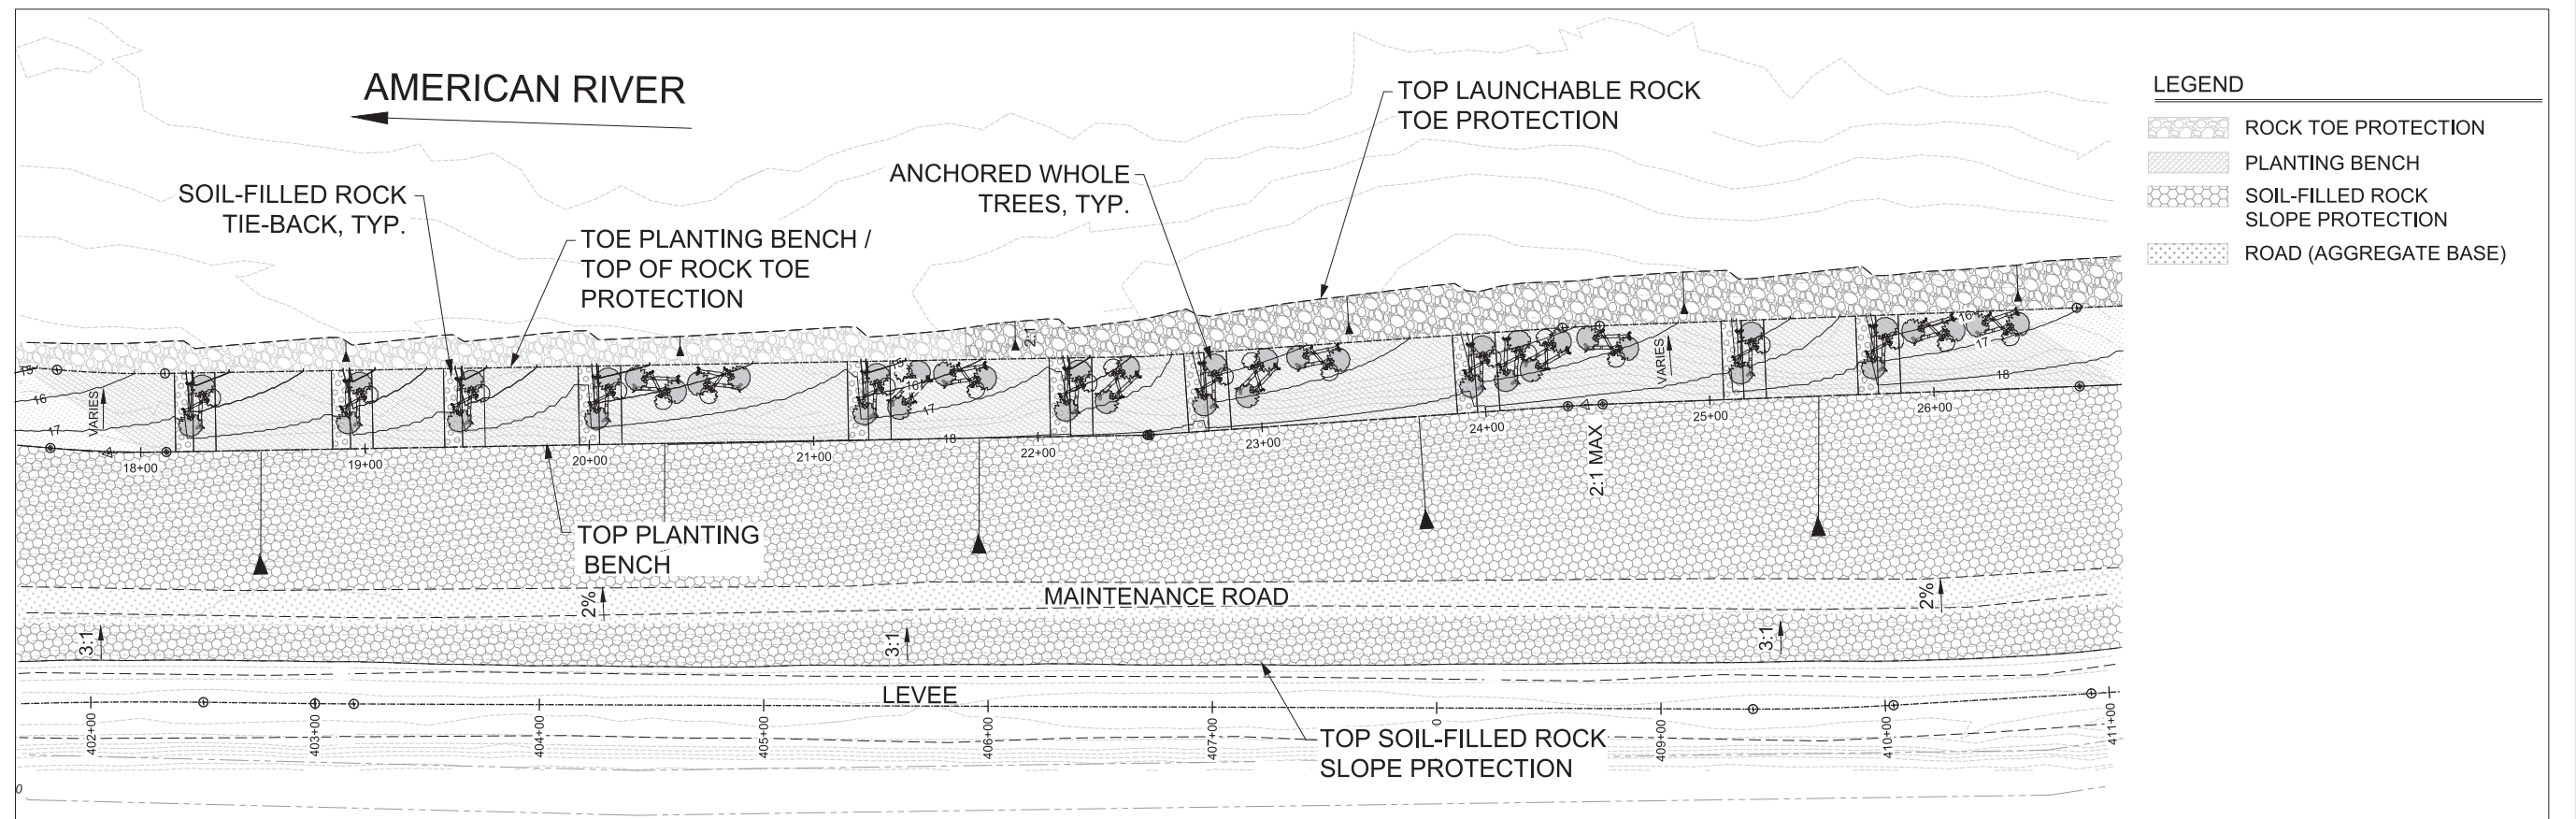 AMERICAN RIVER
TOP LAUNCHABLE ROCK
TOE PROTECTION
ANCHORED WHOLE
TREES, TYP.
SOIL-FILLED ROCK
TIE-BACK, TYP.
TOE PLANTING BENCH /
TOP OF ROCK TOE
PROTECTION
LEGEND
ROCK TOE PROTECTION
PLANTING BENCH
SOIL-FILLED ROCK
SLOPE PROTECTION
ROAD (AGGREGATE BASE)
2:1
16
17
18
16
17
18
16
17
VARIES
VARIES
18+00
19+00
20+00
21+00
22+00
23+00
24+00
25+00
26+00
2:1 MAX
TOP PLANTING
BENCH
MAINTENANCE ROAD
2%
2%
3:1
3:1
3:1
LEVEE
402+00
403+00
404+00
405+00
406+00
407+00
0
409+00
410+00
411+00
TOP SOIL-FILLED ROCK
SLOPE PROTECTION
0